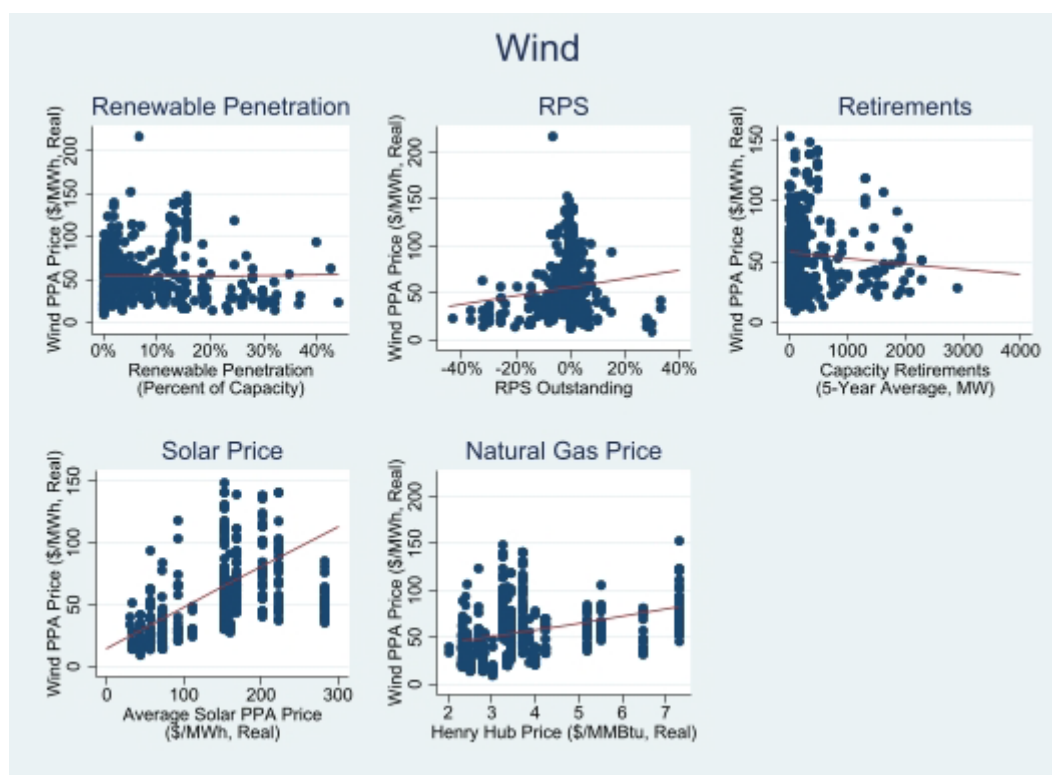 Wind
Renewable Penetration
Wind PPA Price ($/MWh, Real)
200
150
100
50
0
0% 10% 20% 30% 40%
Renewable Penetration
(Percent of Capacity)
RPS
Wind PPA Price ($/MWh, Real)
200
150
100
50
0
-40% -20% 0% 20% 40%
RPS Outstanding
Retirements
Wind PPA Price ($/MWh, Real)
150
100
50
0
0 1000 2000 3000 4000
Capacity Retirements
(5-Year Average, MW)
Solar Price
Wind PPA Price ($/MWh, Real)
150
100
50
0
0 100 200 300
Average Solar PPA Price
($/MWh, Real)
Natural Gas Price
Wind PPA Price ($/MWh, Real)
200
150
100
50
0
2 3 4 5 6 7
Henry Hub Price ($/MMBtu, Real)